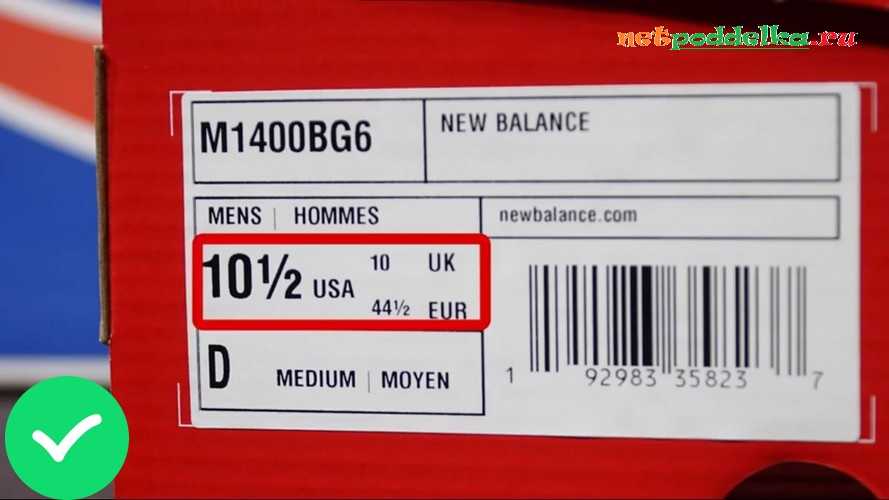 netpoddelka.ru
M1400BG6
NEW BALANCE
MENS | HOMMES
newbalance.com
10½ USA
10 UK
44½ EUR
D
MEDIUM | MOYEN
1 92983 35823 7